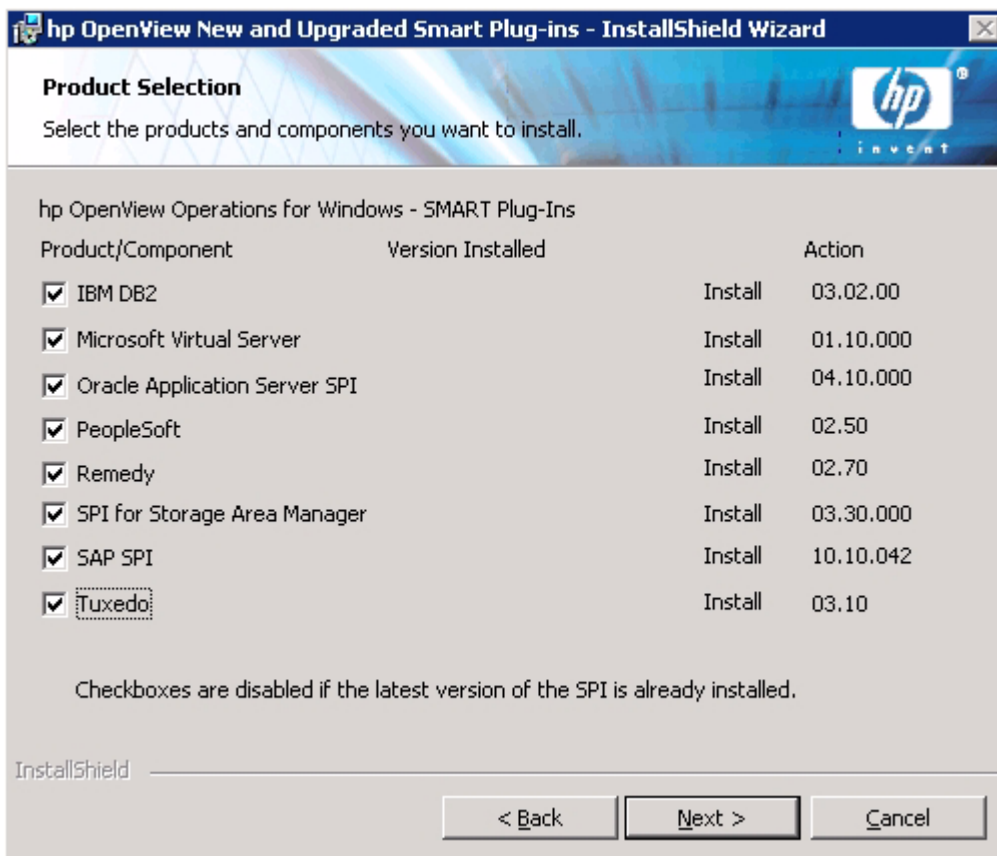 hp OpenView New and Upgraded Smart Plug-ins - InstallShield Wizard
Product Selection
Select the products and components you want to install.
hp
®
invent
hp OpenView Operations for Windows - SMART Plug-Ins
Product/Component Version Installed Action
IBM DB2 Install 03.02.00
Microsoft Virtual Server Install 01.10.000
Oracle Application Server SPI Install 04.10.000
PeopleSoft Install 02.50
Remedy Install 02.70
SPI for Storage Area Manager Install 03.30.000
SAP SPI Install 10.10.042
Tuxedo Install 03.10
Checkboxes are disabled if the latest version of the SPI is already installed.
InstallShield
< Back Next > Cancel